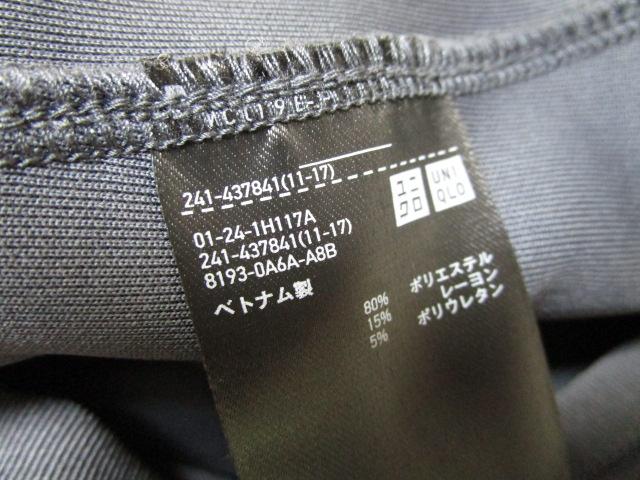 241-437841(11-17)
ユニ
クロ
UNI
QLO
01-24-1H117A
241-437841(11-17)
8193-0A6A-A8B
ベトナム製
80% ポリエステル
15% レーヨン
5% ポリウレタン